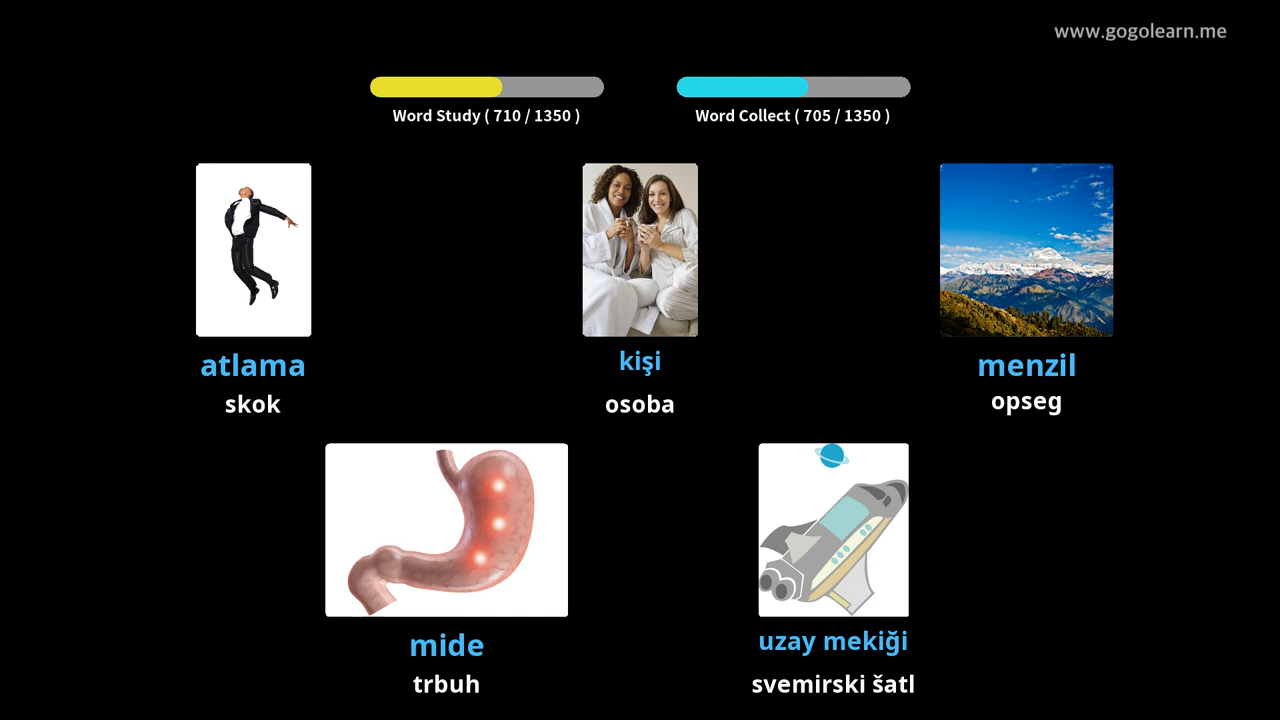 www.gogolearn.me
Word Study ( 710 / 1350 )
Word Collect ( 705 / 1350 )
atlama
kişi
menzil
skok
osoba
opseg
mide
uzay mekiği
trbuh
svemirski šatl